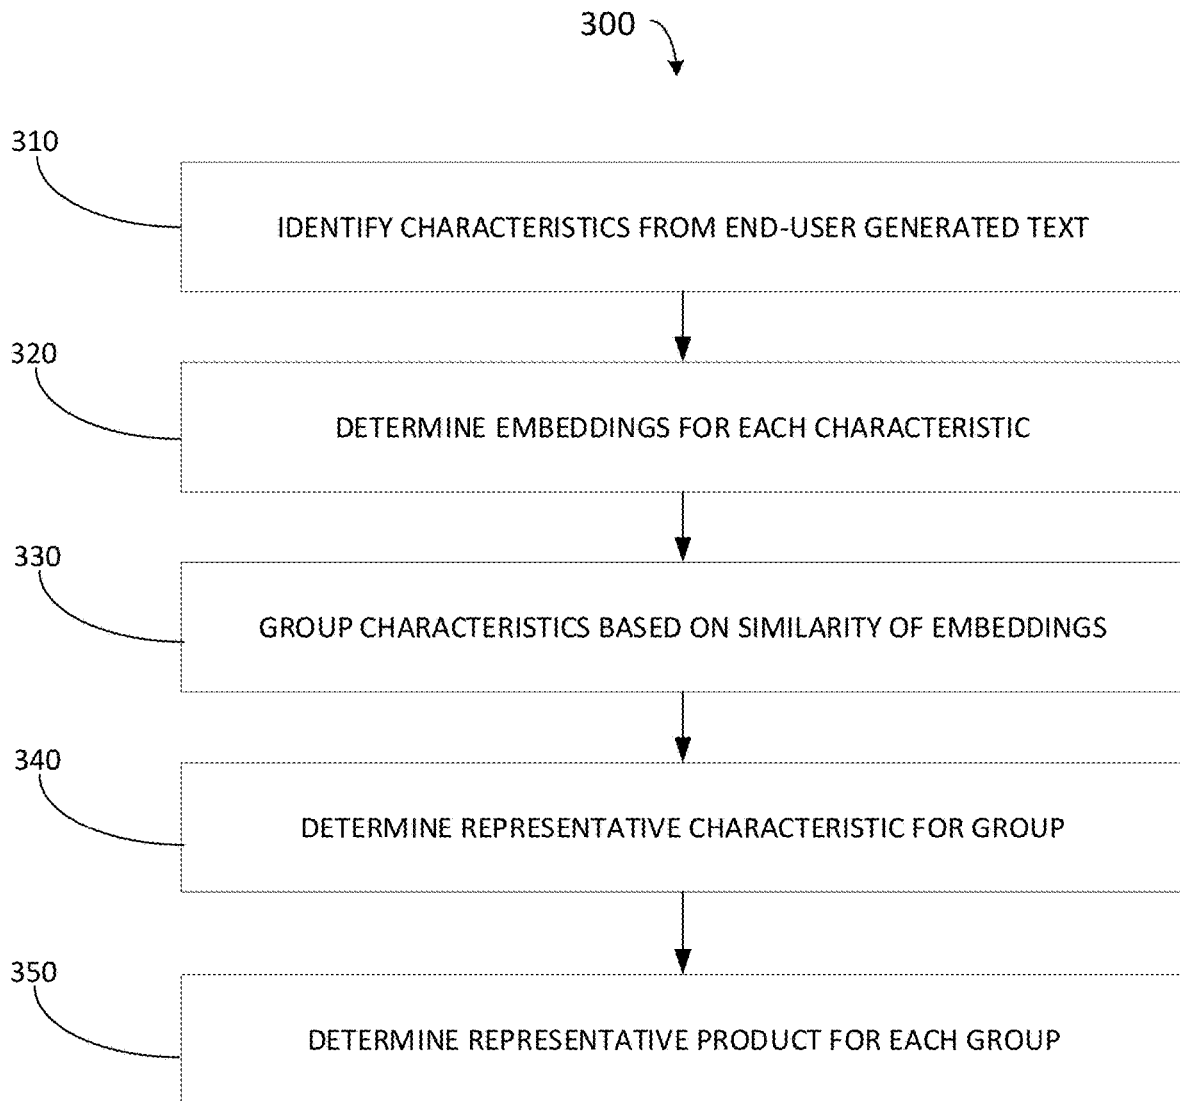 300
310
IDENTIFY CHARACTERISTICS FROM END-USER GENERATED TEXT
320
DETERMINE EMBEDDINGS FOR EACH CHARACTERISTIC
330
GROUP CHARACTERISTICS BASED ON SIMILARITY OF EMBEDDINGS
340
DETERMINE REPRESENTATIVE CHARACTERISTIC FOR GROUP
350
DETERMINE REPRESENTATIVE PRODUCT FOR EACH GROUP